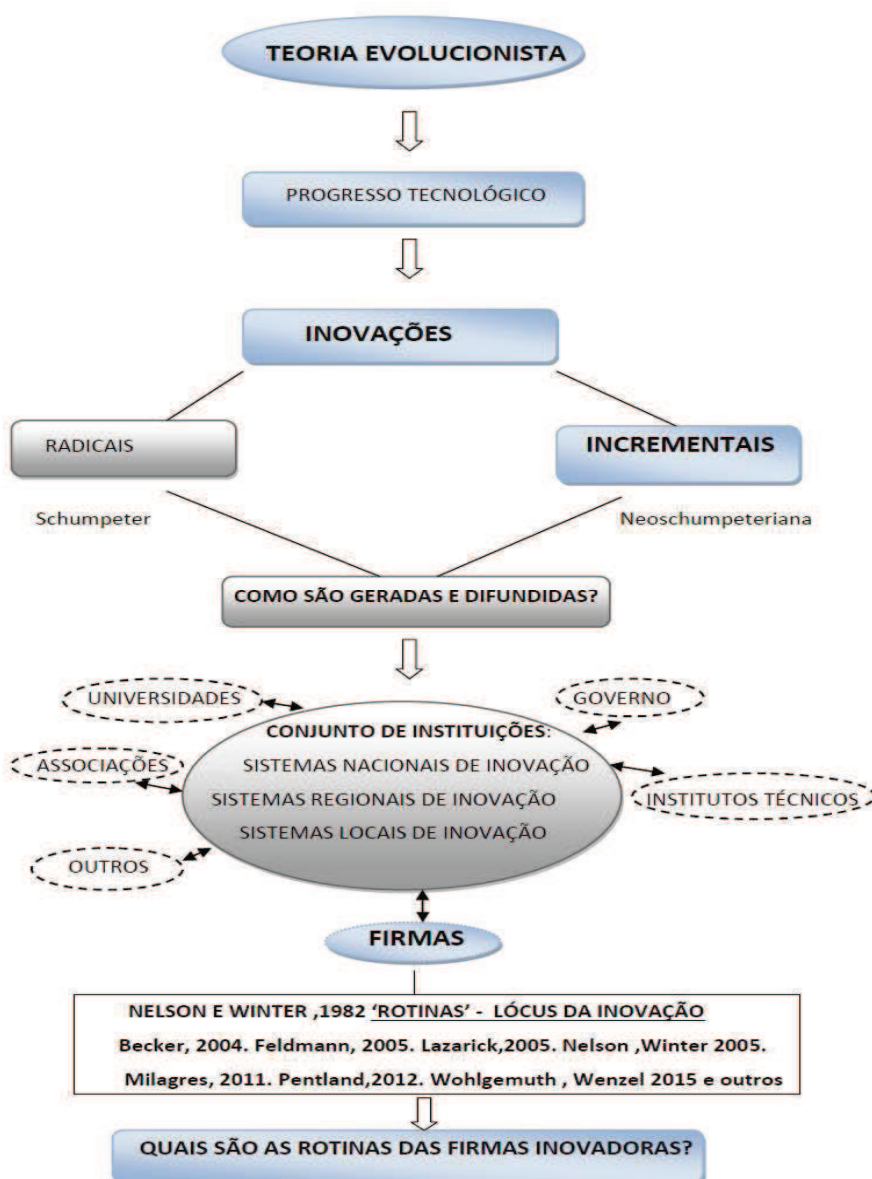 TEORIA EVOLUCIONISTA
PROGRESSO TECNOLÓGICO
INOVAÇÕES
RADICAIS
INCREMENTAIS
Schumpeter
Neoschumpeteriana
COMO SÃO GERADAS E DIFUNDIDAS?
UNIVERSIDADES
GOVERNO
CONJUNTO DE INSTITUIÇÕES:
ASSOCIAÇÕES
SISTEMAS NACIONAIS DE INOVAÇÃO
SISTEMAS REGIONAIS DE INOVAÇÃO
INSTITUTOS TÉCNICOS
SISTEMAS LOCAIS DE INOVAÇÃO
OUTROS
FIRMAS
NELSON E WINTER ,1982 ‘ROTINAS’ - LÓCUS DA INOVAÇÃO
Becker, 2004. Feldmann, 2005. Lazarick,2005. Nelson ,Winter 2005.
Milagres, 2011. Pentland,2012. Wohlgemuth , Wenzel 2015 e outros
QUAIS SÃO AS ROTINAS DAS FIRMAS INOVADORAS?